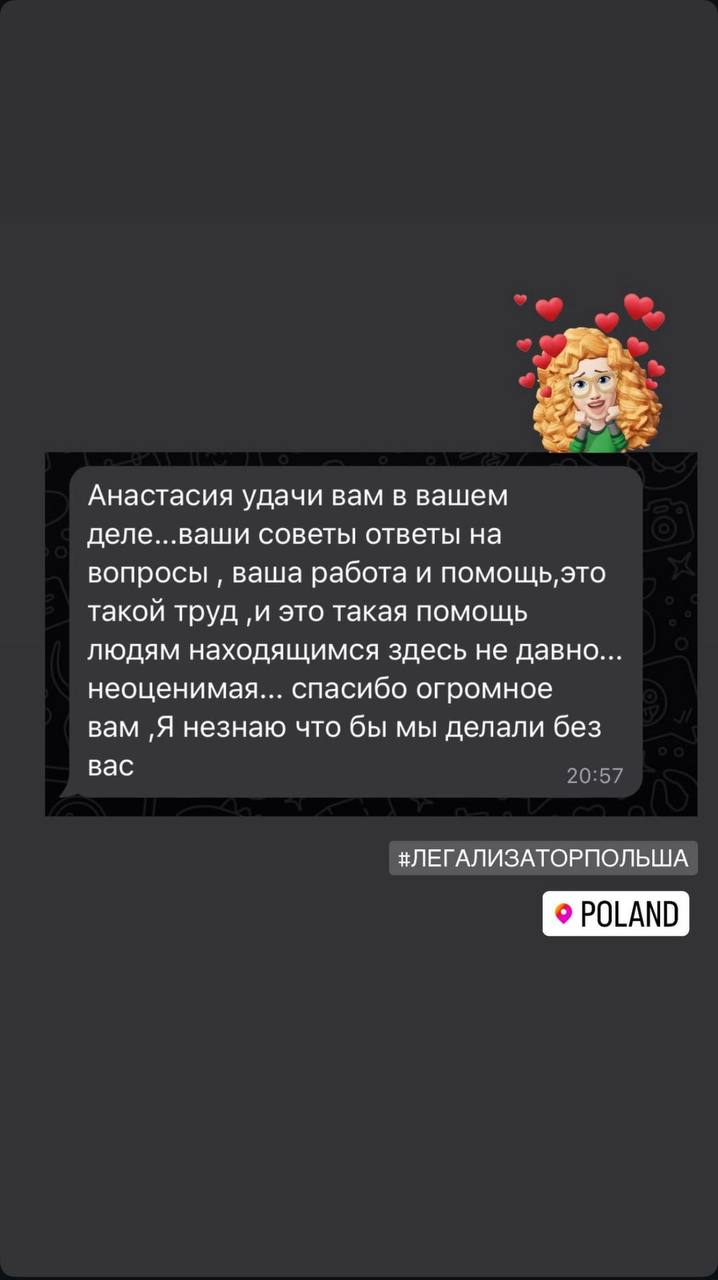 Анастасия удачи вам в вашем
деле...ваши советы ответы на
вопросы , ваша работа и помощь,это
такой труд ,и это такая помощь
людям находящимся здесь не давно...
неоценимая... спасибо огромное
вам ,Я незнаю что бы мы делали без
вас
20:57
#ЛЕГАЛИЗАТОРПОЛЬША
POLAND